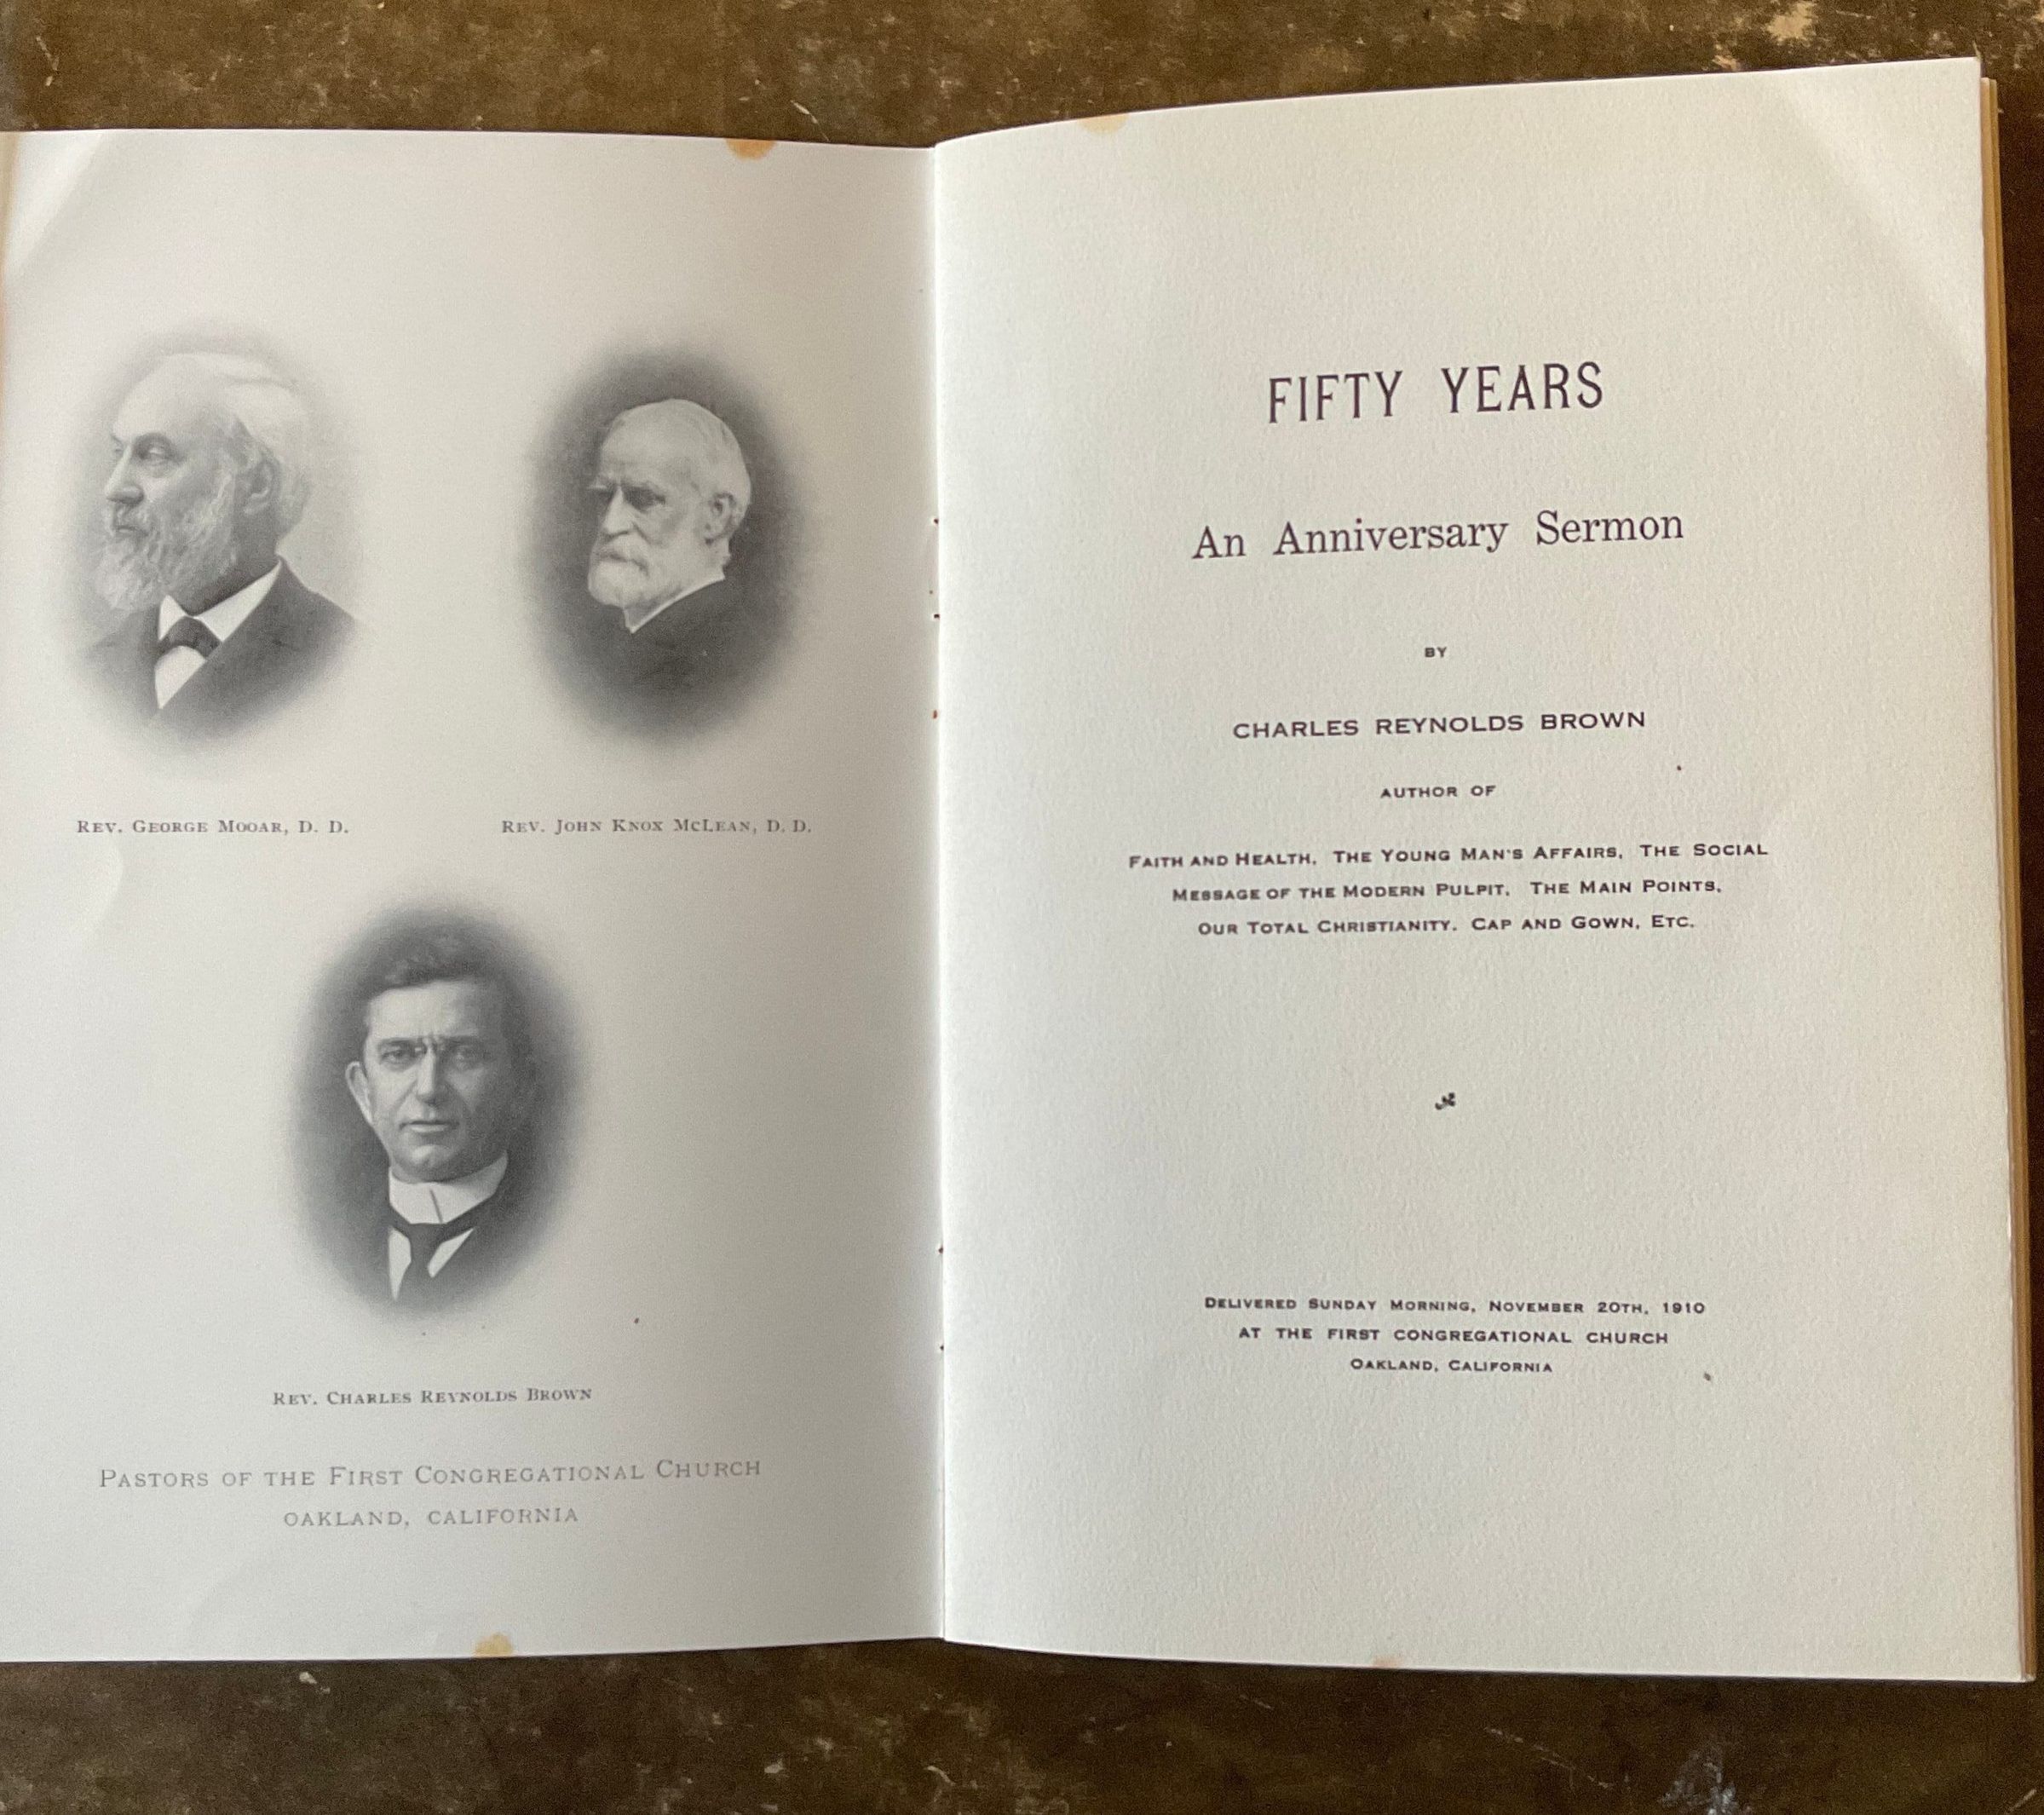 REV. GEORGE MOOAR, D. D.
REV. JOHN KNOX MCLEAN, D. D.
REV. CHARLES REYNOLDS BROWN
PASTORS OF THE FIRST CONGREGATIONAL CHURCH
OAKLAND, CALIFORNIA
FIFTY YEARS
An Anniversary Sermon
BY
CHARLES REYNOLDS BROWN
AUTHOR OF
FAITH AND HEALTH, THE YOUNG MAN'S AFFAIRS, THE SOCIAL
MESSAGE OF THE MODERN PULPIT, THE MAIN POINTS,
OUR TOTAL CHRISTIANITY, CAP AND GOWN, ETC.
DELIVERED SUNDAY MORNING, NOVEMBER 20TH, 1910
AT THE FIRST CONGREGATIONAL CHURCH
OAKLAND, CALIFORNIA